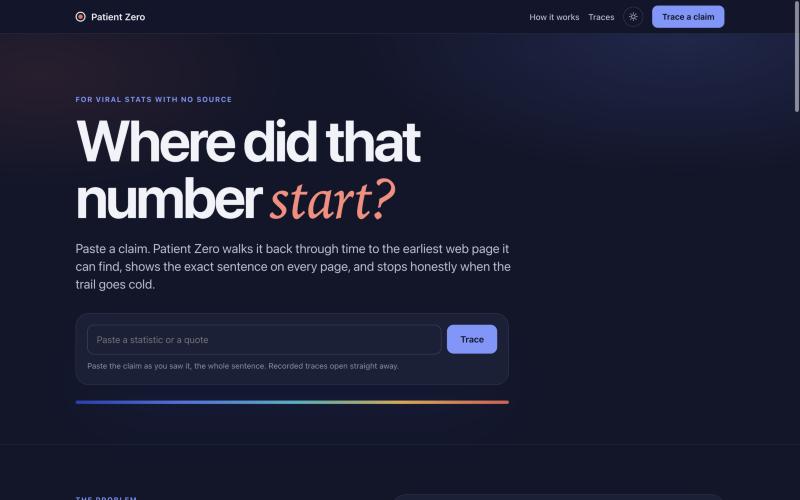 Patient Zero
How it works
Traces
Trace a claim
FOR VIRAL STATS WITH NO SOURCE
Where did that
number start?
Paste a claim. Patient Zero walks it back through time to the earliest web page it
can find, shows the exact sentence on every page, and stops honestly when the
trail goes cold.
Paste a statistic or a quote
Trace
Paste the claim as you saw it, the whole sentence. Recorded traces open straight away.
THE PROBLEM